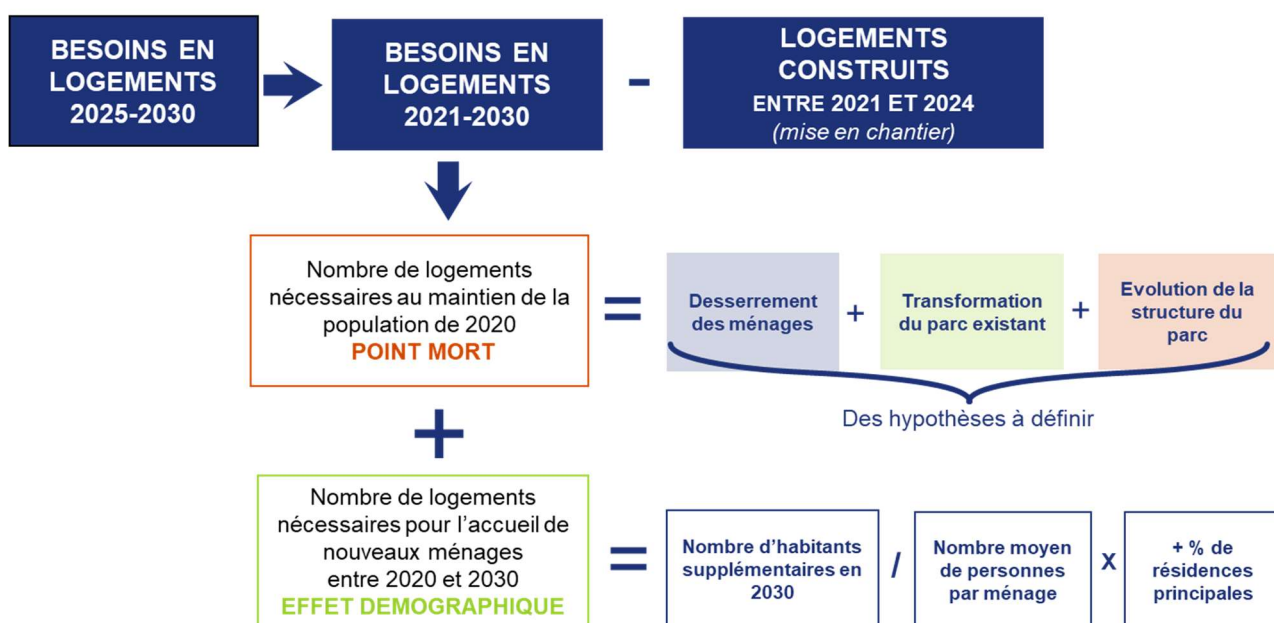 BESOINS EN
LOGEMENTS
2025-2030
BESOINS EN
LOGEMENTS
2021-2030
-
LOGEMENTS
CONSTRUITS
ENTRE 2021 ET 2024
(mise en chantier)
Nombre de logements
nécessaires au maintien de la
population de 2020
POINT MORT
=
Desserrement
des ménages
+
Transformation
du parc existant
+
Evolution de la
structure du
parc
Des hypothèses à définir
+
Nombre de logements
nécessaires pour l'accueil de
nouveaux ménages
entre 2020 et 2030
EFFET DEMOGRAPHIQUE
=
Nombre d'habitants
supplémentaires en
2030
/
Nombre moyen
de personnes
par ménage
X
+ % de
résidences
principales